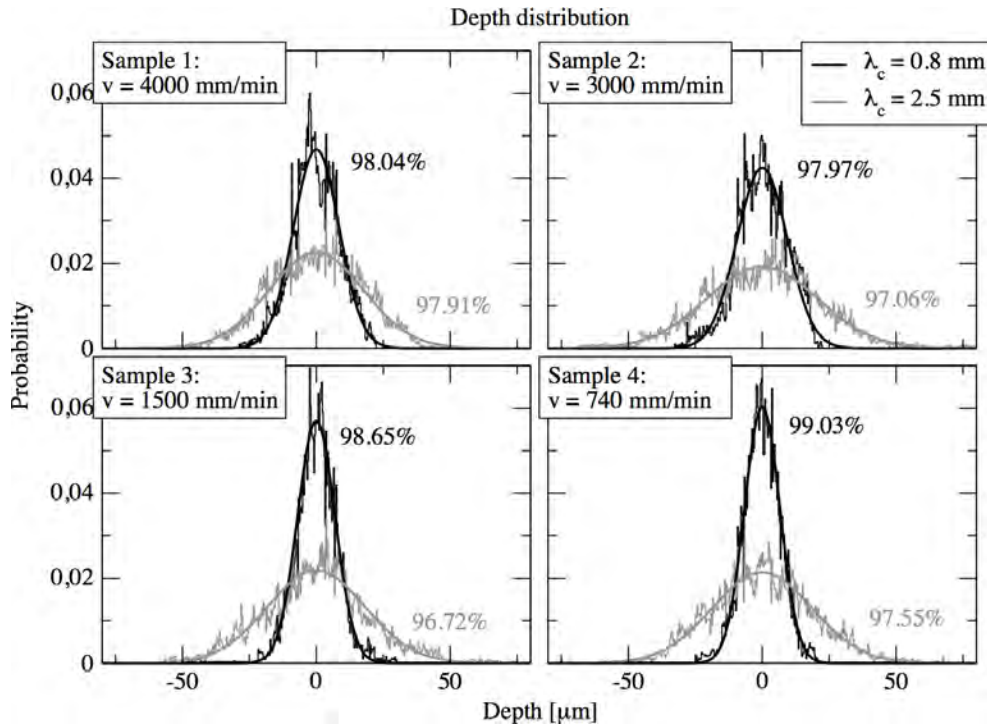 Depth distribution
Sample 1:
v = 4000 mm/min
Sample 2:
v = 3000 mm/min
λc = 0.8 mm
λc = 2.5 mm
0,06
0,04
0,02
0
98.04%
97.91%
97.97%
97.06%
Probability
Sample 3:
v = 1500 mm/min
Sample 4:
v = 740 mm/min
0,06
0,04
0,02
0
98.65%
96.72%
99.03%
97.55%
-50
0
50
-50
0
50
Depth [μm]